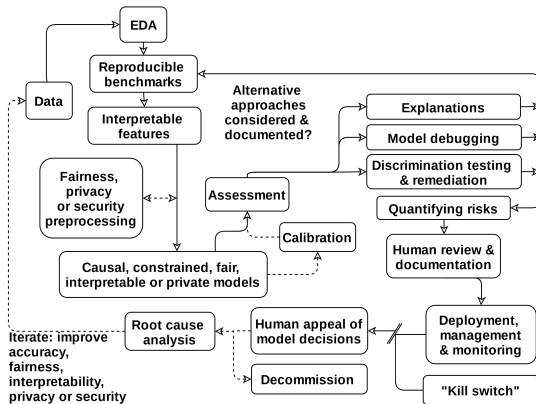 EDA
Reproducible
benchmarks
Data
Interpretable
features
Alternative
approaches
considered &
documented?
Explanations
Model debugging
Discrimination testing
& remediation
Fairness,
privacy
or security
preprocessing
Assessment
Quantifying risks
Calibration
Human review &
documentation
Causal, constrained, fair,
interpretable or private models
Root cause
analysis
Human appeal of
model decisions
Deployment,
management
& monitoring
Iterate: improve
accuracy,
fairness,
interpretability,
privacy or security
Decommission
"Kill switch"